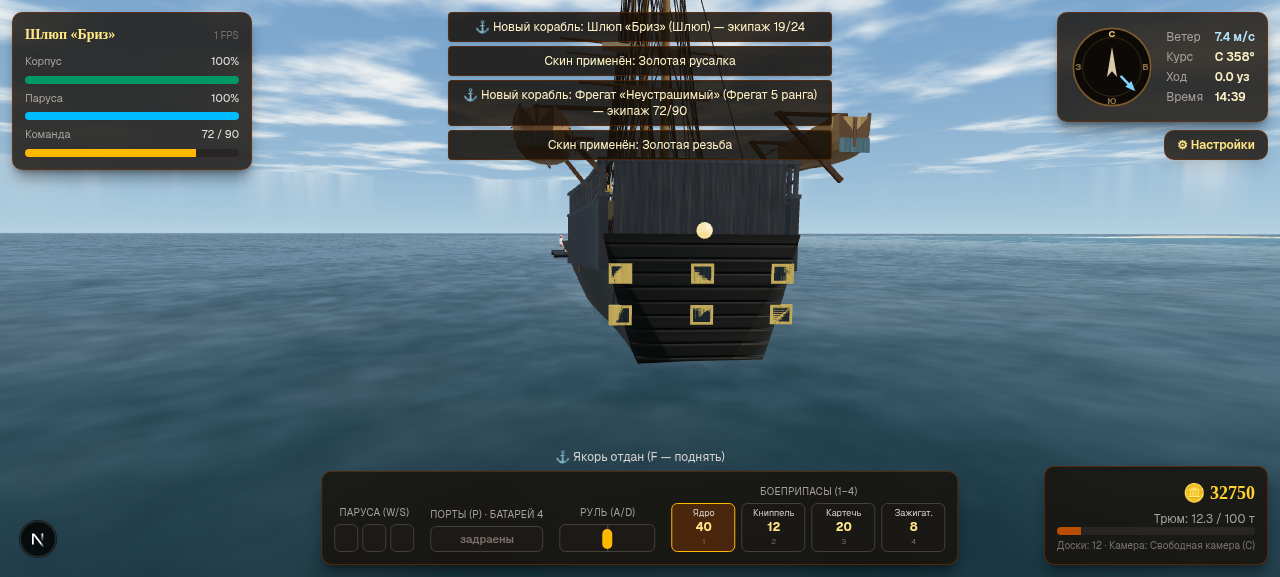 Шлюп «Бриз»
1 FPS
Корпус 100%
Паруса 100%
Команда 72 / 90
⚓ Новый корабль: Шлюп «Бриз» (Шлюп) — экипаж 19/24
Скин применён: Золотая русалка
⚓ Новый корабль: Фрегат «Неустрашимый» (Фрегат 5 ранга)
— экипаж 72/90
Скин применён: Золотая резьба
С
З
В
Ю
Ветер 7.4 м/с
Курс С 358°
Ход 0.0 уз
Время 14:39
⚙ Настройки
⚓ Якорь отдан (F — поднять)
ПАРУСА (W/S)
ПОРТЫ (P) · БАТАРЕЙ 4
задраены
РУЛЬ (A/D)
БОЕПРИПАСЫ (1–4)
Ядро
40
1
Книппель
12
2
Картечь
20
3
Зажигат.
8
4
🪙 32750
Трюм: 12.3 / 100 т
Доски: 12 · Камера: Свободная камера (C)
N